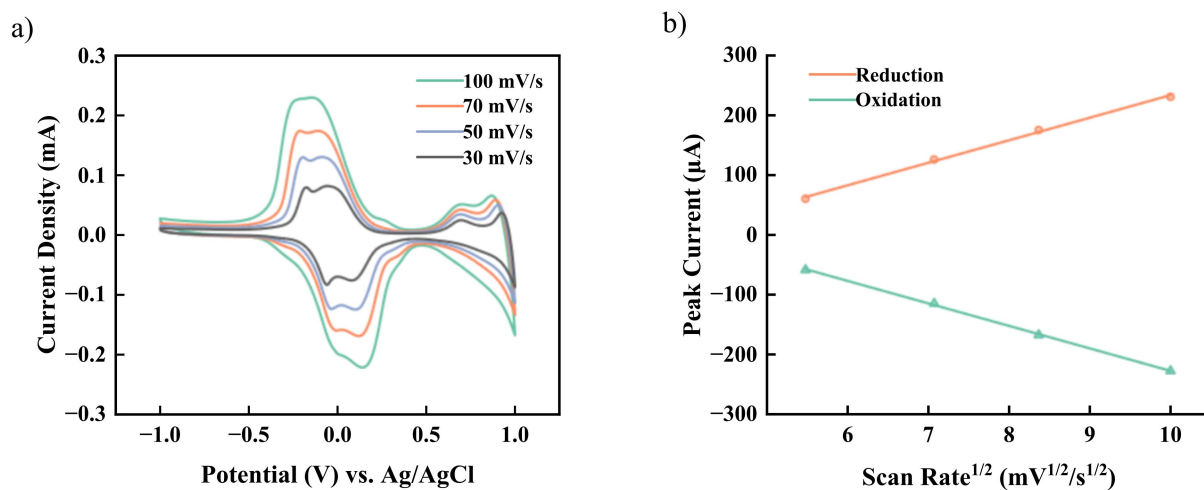 a)
Current Density (mA)
0.3
0.2
0.1
0.0
−0.1
−0.2
−0.3
100 mV/s
70 mV/s
50 mV/s
30 mV/s
−1.0 −0.5 0.0 0.5 1.0
Potential (V) vs. Ag/AgCl
b)
Peak Current (μA)
300
200
100
0
−100
−200
−300
Reduction
Oxidation
6 7 8 9 10
Scan Rate¹/² (mV¹/²/s¹/²)